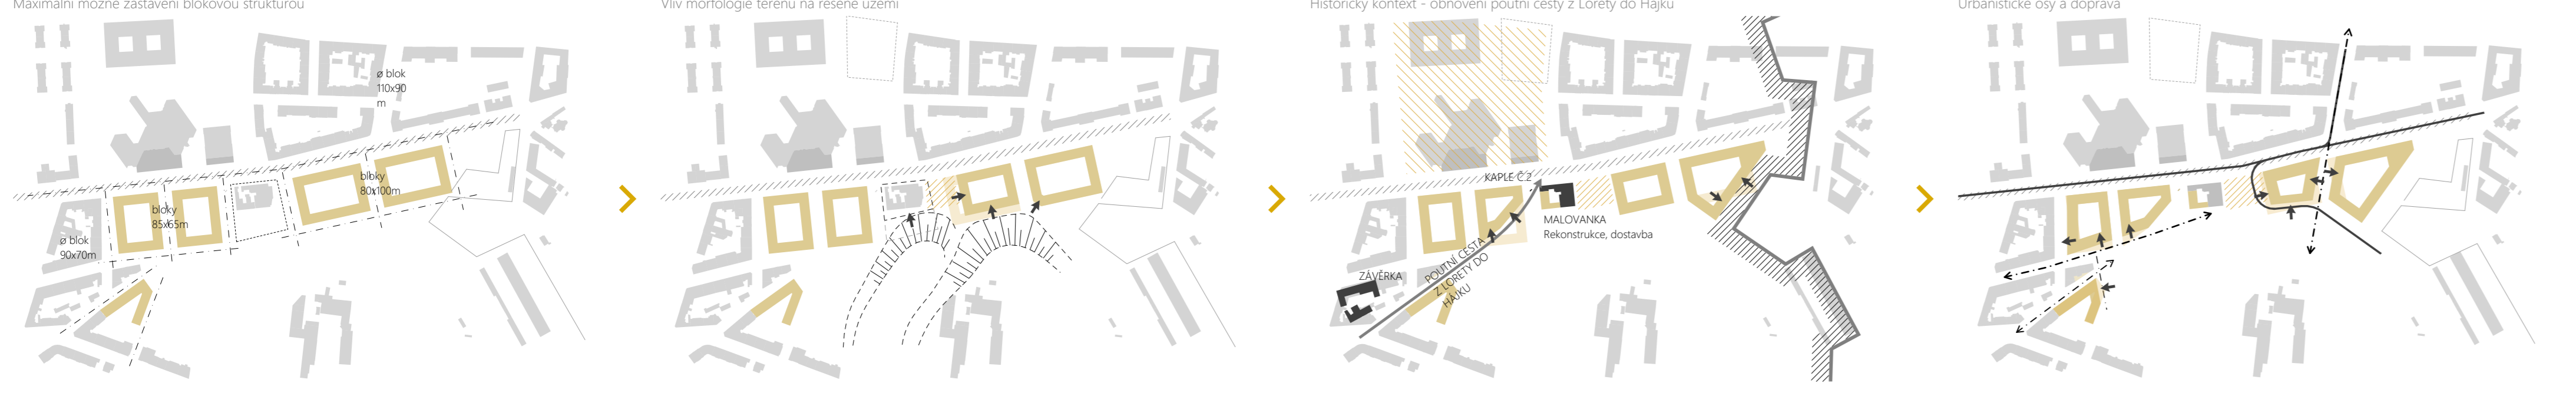 Maximální možné zastavění blokovou strukturou
ø blok
110x90
m
bloky
80x100m
bloky
85x65m
ø blok
90x70m
Vliv morfologie terénu na řešené území
Historický kontext - obnovení poutní cesty z Lorety do Hájku
KAPLE Č.2
MALOVANKA
Rekonstrukce, dostavba
ZÁVĚRKA
POUTNÍ CESTA
Z LORETY DO
HÁJKU
Urbanistické osy a doprava